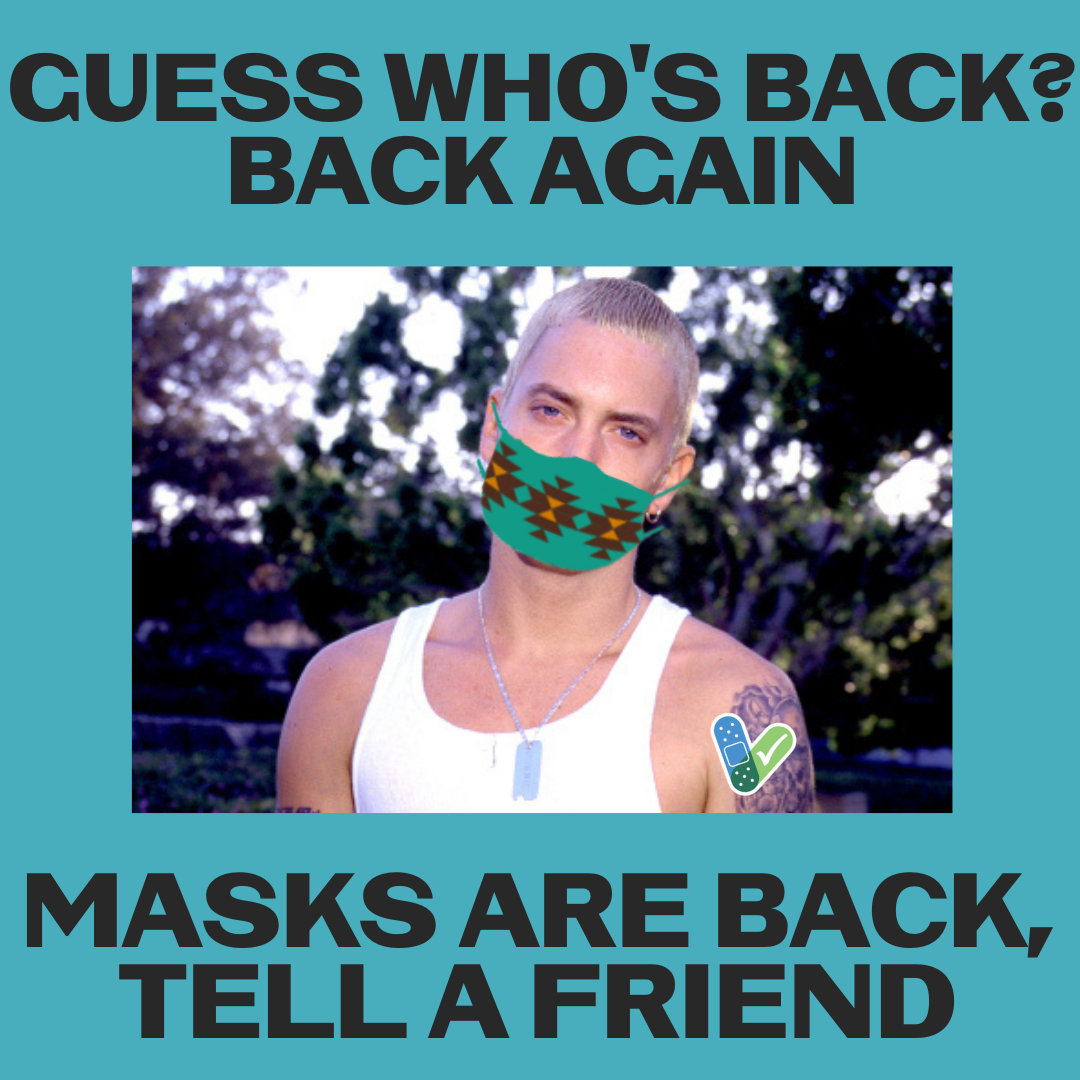 GUESS WHO'S BACK?
BACK AGAIN
MASKS ARE BACK,
TELL A FRIEND